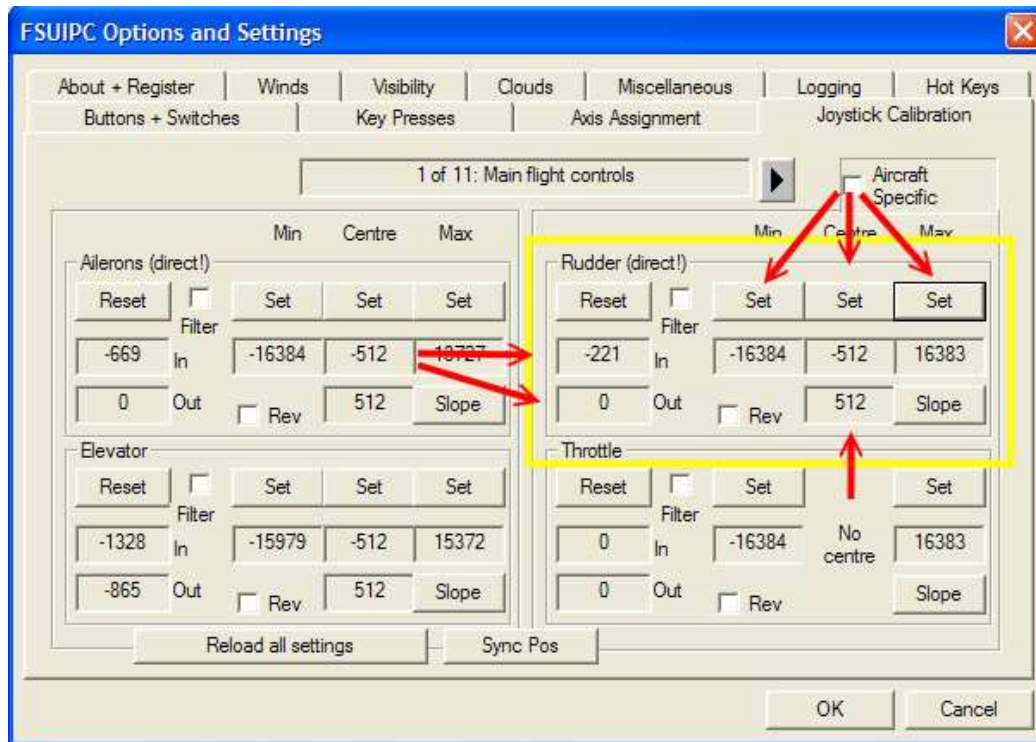 FSUIPC Options and Settings
About + Register Winds Visibility Clouds Miscellaneous Logging Hot Keys
Buttons + Switches Key Presses Axis Assignment Joystick Calibration
1 of 11: Main flight controls
Aircraft
Specific
Min Centre Max
Ailerons (direct!)
Reset Set Set Set
Filter
-669 In -16384 -512 13727
0 Out Rev 512 Slope
Elevator
Reset Set Set Set
Filter
-1328 In -15979 -512 15372
-865 Out Rev 512 Slope
Min Centre Max
Rudder (direct!)
Reset Set Set Set
Filter
-221 In -16384 -512 16383
0 Out Rev 512 Slope
Throttle
Reset Set Set
Filter
0 In -16384 No centre 16383
0 Out Rev Slope
Reload all settings Sync Pos
OK Cancel